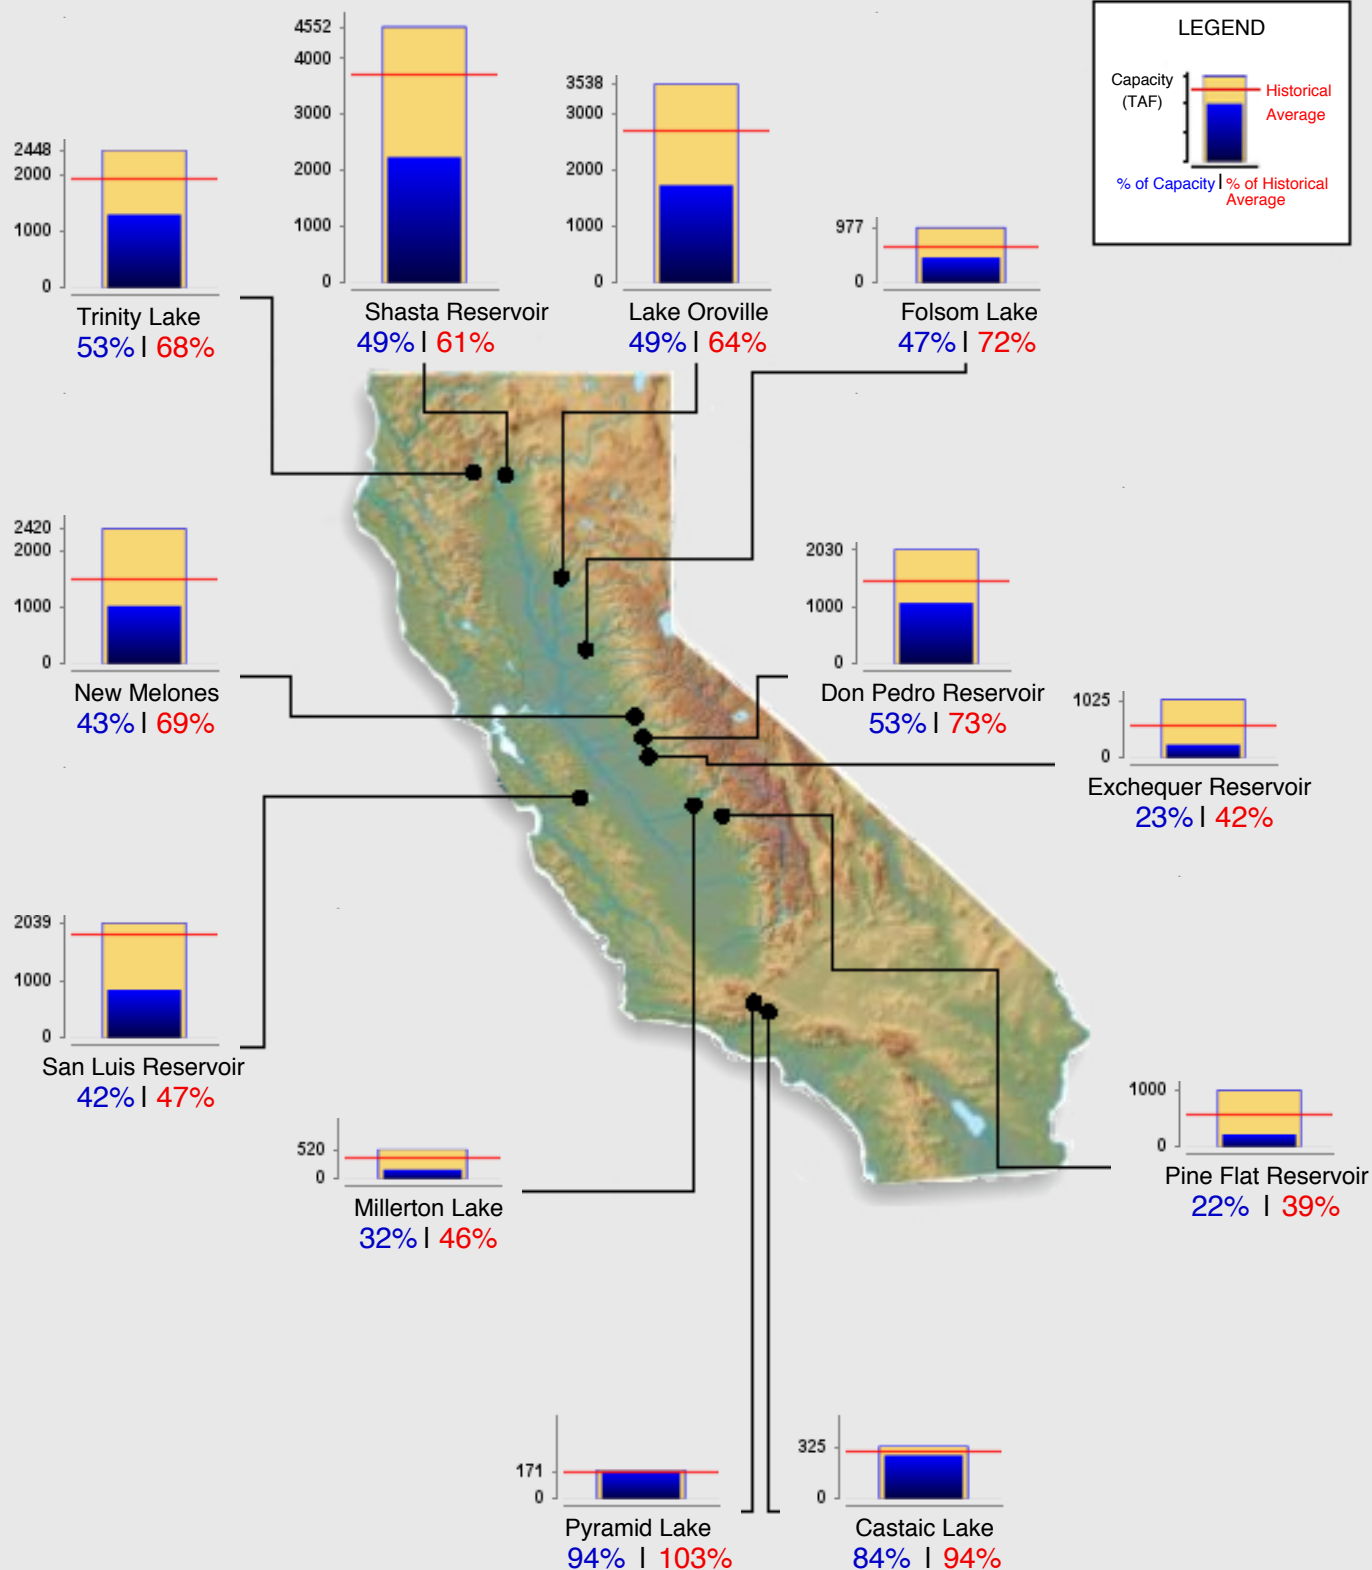 LEGEND
Capacity
(TAF)
Historical
Average
% of Capacity | % of Historical
Average
2448
2000
1000
0
Trinity Lake
53% | 68%
4552
4000
3000
2000
1000
0
Shasta Reservoir
49% | 61%
3538
3000
2000
1000
0
Lake Oroville
49% | 64%
977
0
Folsom Lake
47% | 72%
2420
2000
1000
0
New Melones
43% | 69%
2030
1000
0
Don Pedro Reservoir
53% | 73%
1025
0
Exchequer Reservoir
23% | 42%
2039
1000
0
San Luis Reservoir
42% | 47%
520
0
Millerton Lake
32% | 46%
1000
0
Pine Flat Reservoir
22% | 39%
171
0
Pyramid Lake
94% | 103%
325
0
Castaic Lake
84% | 94%